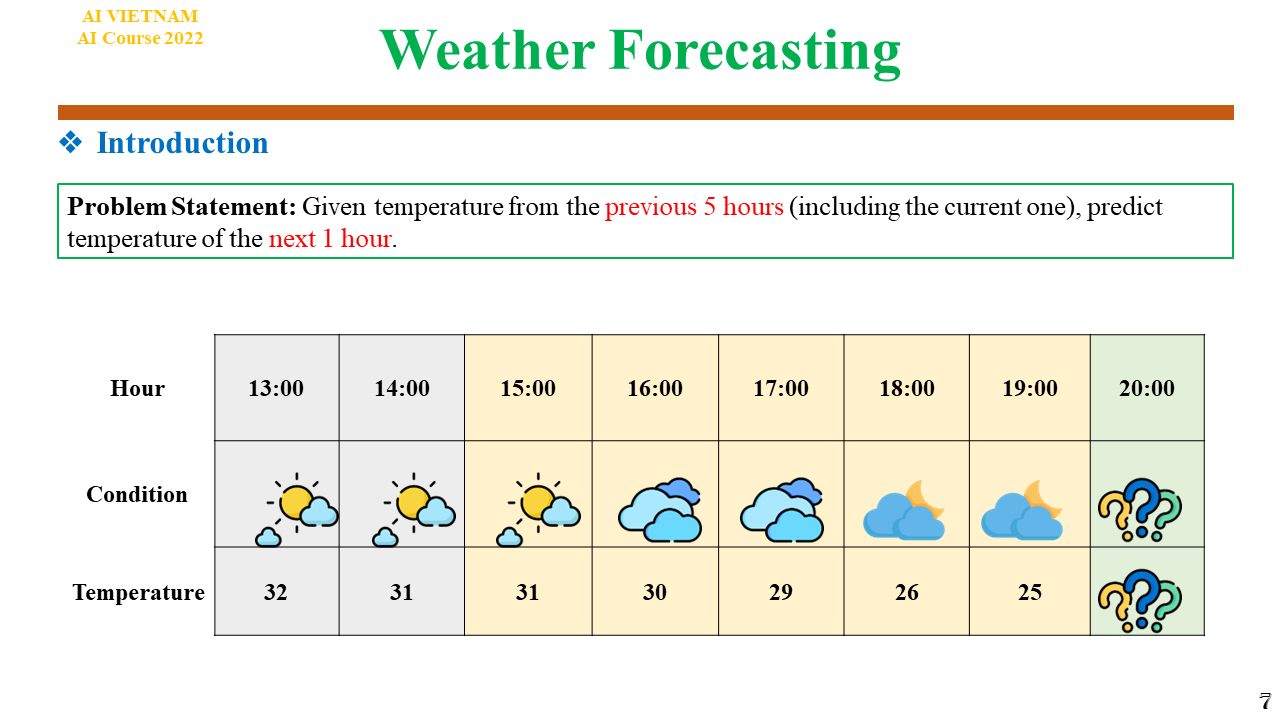 AI VIETNAM
AI Course 2022
Weather Forecasting
❖ Introduction
Problem Statement: Given temperature from the previous 5 hours (including the current one), predict
temperature of the next 1 hour.
Hour 13:00 14:00 15:00 16:00 17:00 18:00 19:00 20:00
Condition ???
Temperature 32 31 31 30 29 26 25 ???
7